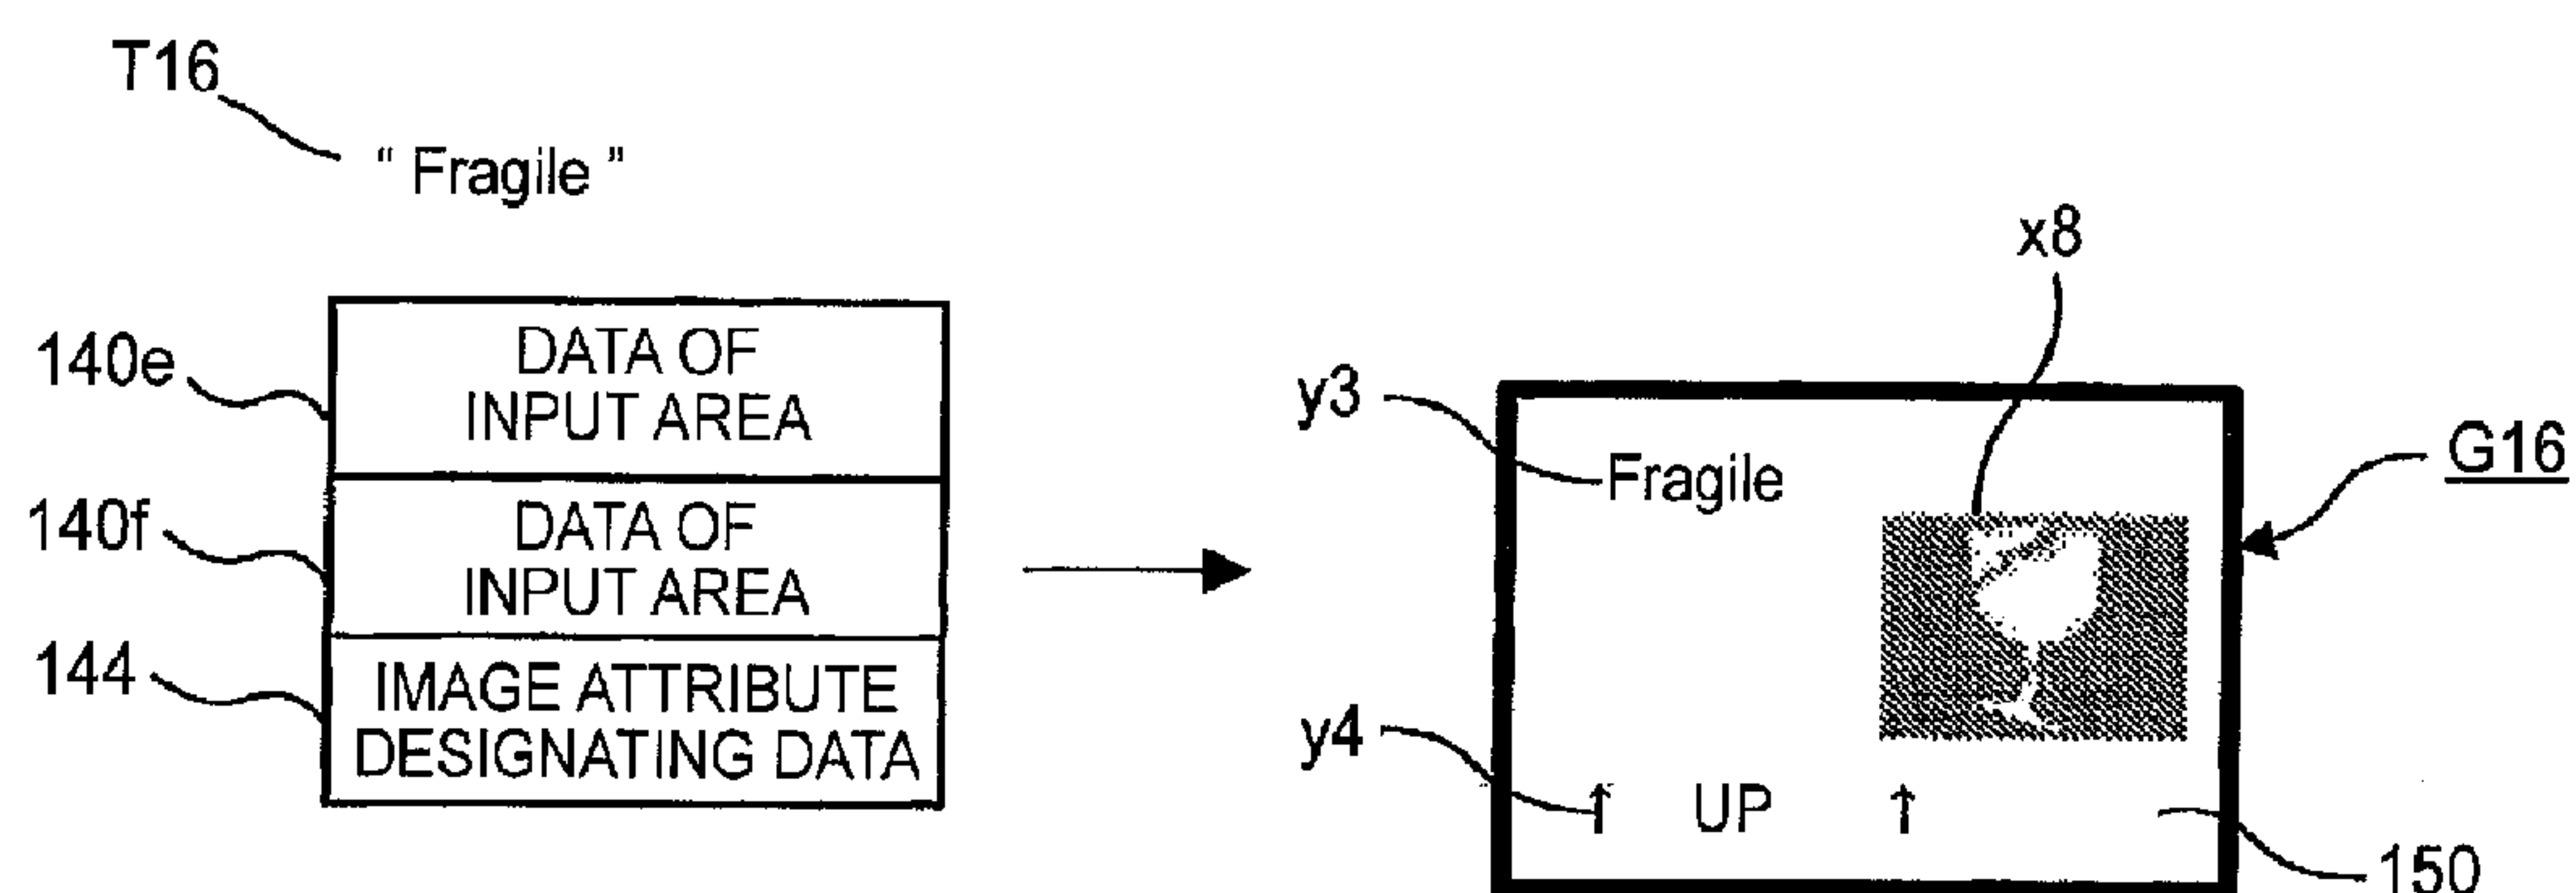 T16
“ Fragile ”
140e
DATA OF
INPUT AREA
140f
DATA OF
INPUT AREA
144
IMAGE ATTRIBUTE
DESIGNATING DATA
x8
y3
Fragile
G16
y4
↑ UP ↑
150